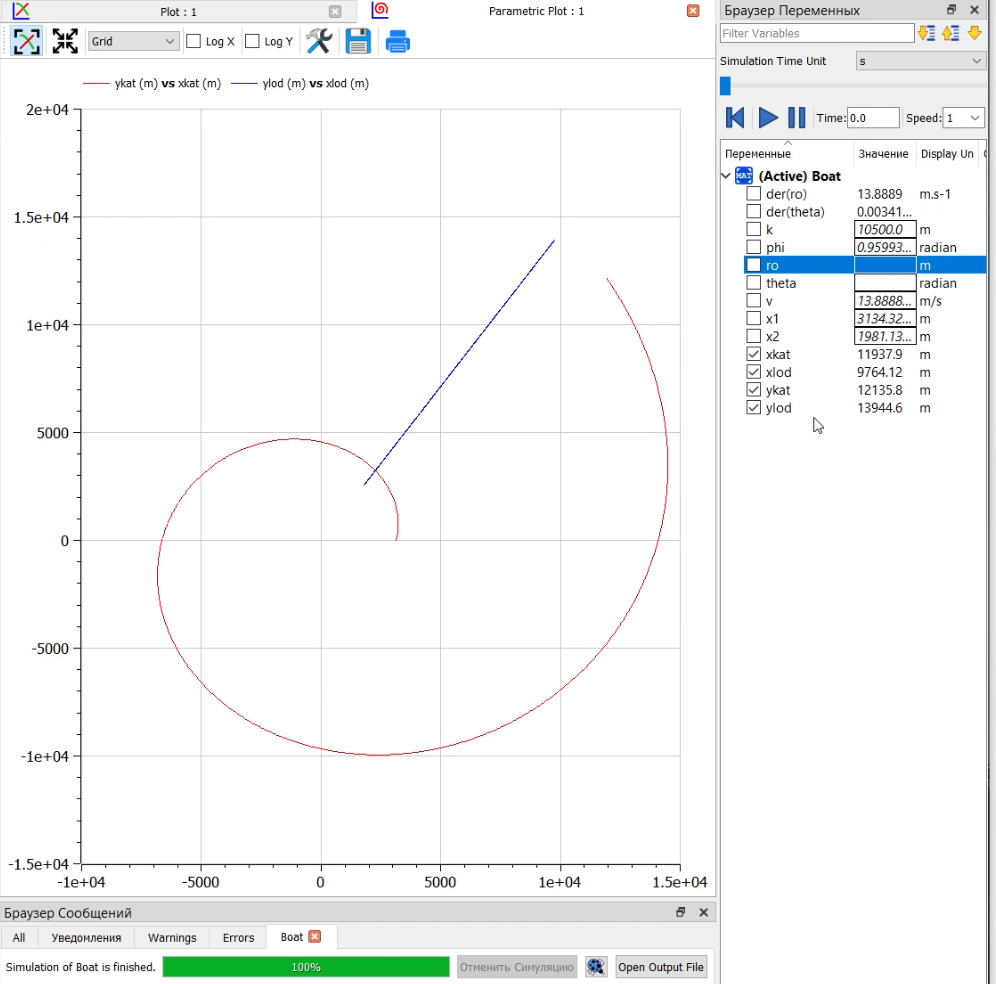 Plot : 1
Parametric Plot : 1
Grid
Log X
Log Y
ykat (m) vs xkat (m)
ylod (m) vs xlod (m)
2e+04
1.5e+04
1e+04
5000
0
-5000
-1e+04
-1.5e+04
-1e+04 -5000 0 5000 1e+04 1.5e+04
Браузер Переменных
Filter Variables
Simulation Time Unit s
Time: 0.0 Speed: 1
Переменные Значение Display Un
MAT (Active) Boat
der(ro) 13.8889 m.s-1
der(theta) 0.00341...
k 10500.0 m
phi 0.95993... radian
ro m
theta radian
v 13.8888... m/s
x1 3134.32... m
x2 1981.13... m
xkat 11937.9 m
xlod 9764.12 m
ykat 12135.8 m
ylod 13944.6 m
Браузер Сообщений
All Уведомления Warnings Errors Boat
Simulation of Boat is finished. 100% Отменить Симуляцию Open Output File